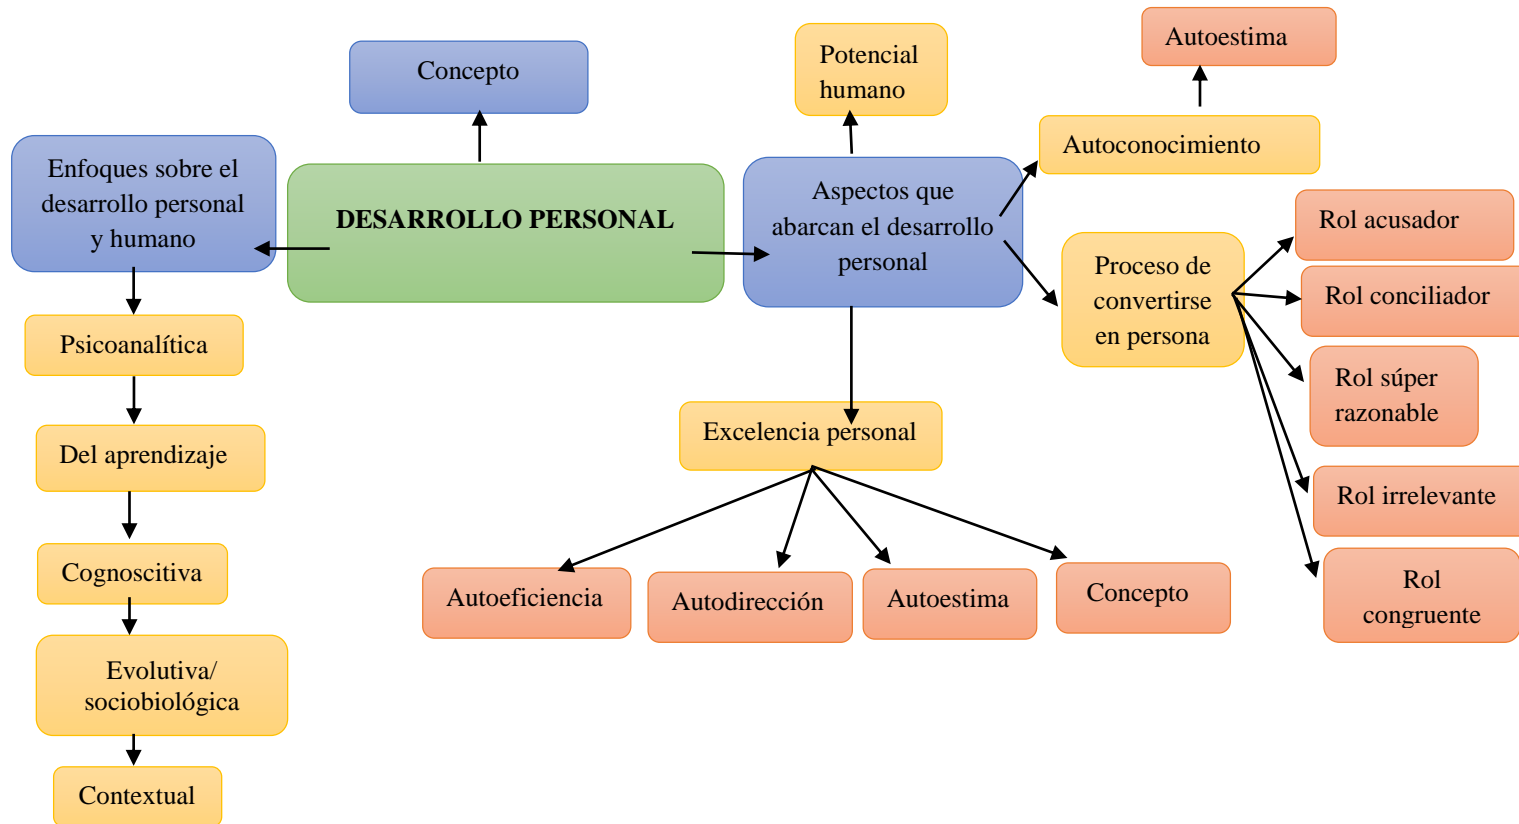 Autoestima
Potencial
humano
Concepto
Autoconocimiento
Enfoques sobre el
desarrollo personal
y humano
DESARROLLO PERSONAL
Aspectos que
abarcan el desarrollo
personal
Rol acusador
Proceso de
convertirse
en persona
Rol conciliador
Psicoanalítica
Rol súper
razonable
Excelencia personal
Del aprendizaje
Rol irrelevante
Cognoscitiva
Autoeficiencia
Autodirección
Autoestima
Concepto
Rol
congruente
Evolutiva/
sociobiológica
Contextual